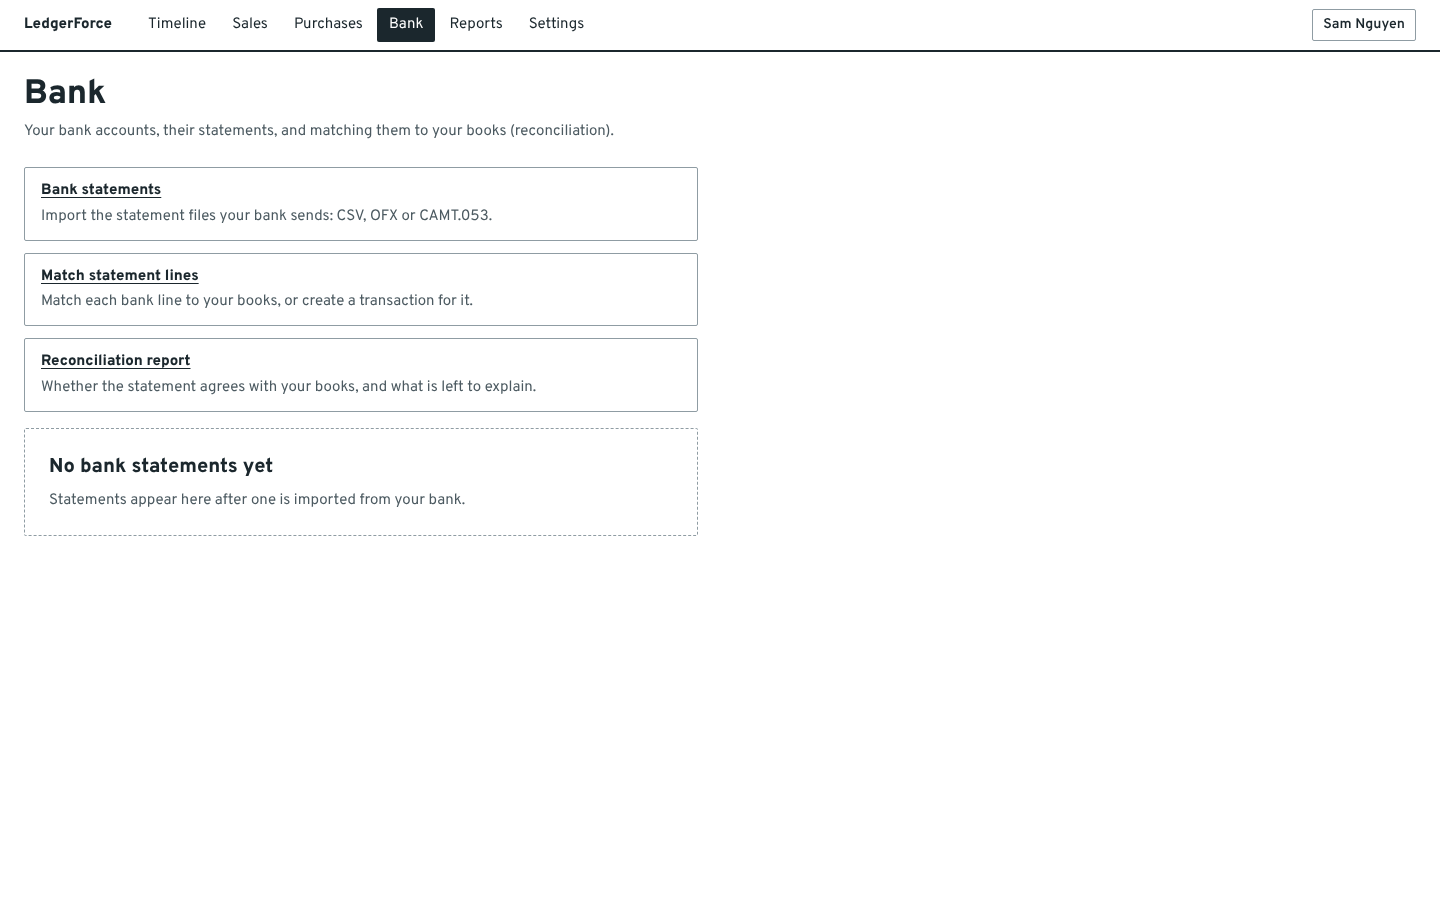 LedgerForce Timeline Sales Purchases Bank Reports Settings Sam Nguyen
Bank
Your bank accounts, their statements, and matching them to your books (reconciliation).
Bank statements
Import the statement files your bank sends: CSV, OFX or CAMT.053.
Match statement lines
Match each bank line to your books, or create a transaction for it.
Reconciliation report
Whether the statement agrees with your books, and what is left to explain.
No bank statements yet
Statements appear here after one is imported from your bank.